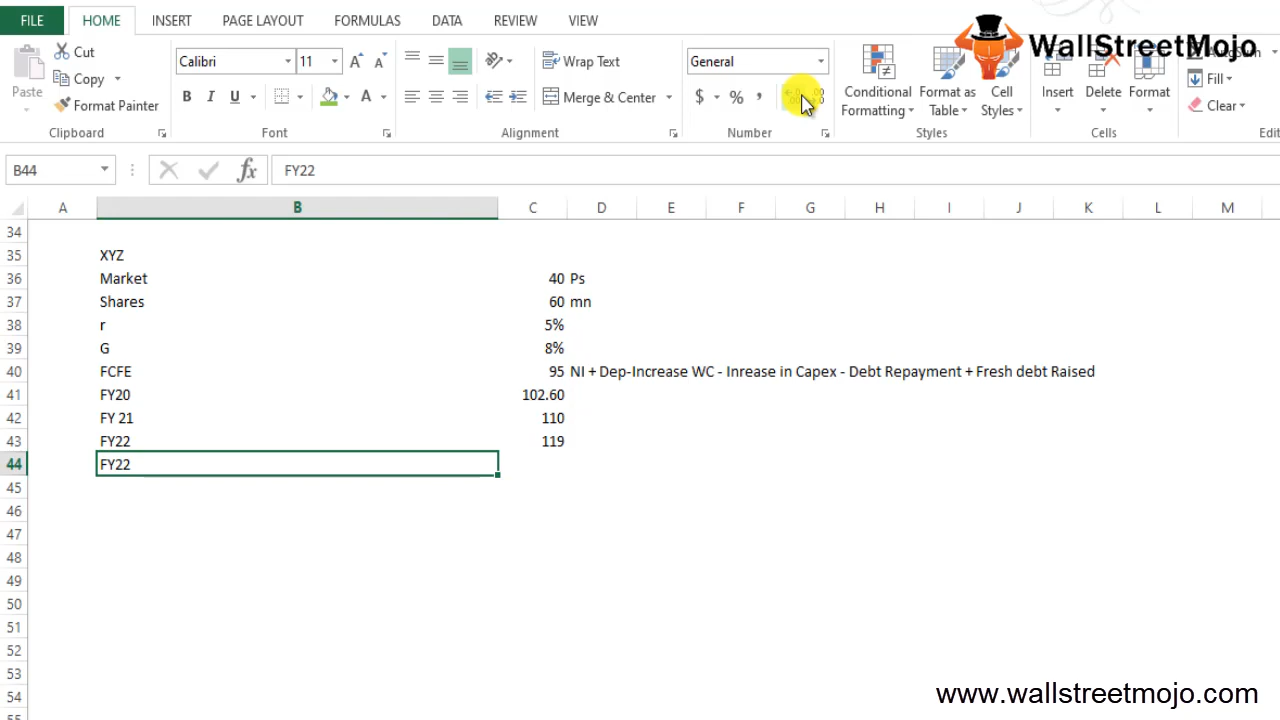 FILE HOME INSERT PAGE LAYOUT FORMULAS DATA REVIEW VIEW
WallStreetMojo
Cut
Copy
Format Painter
Paste
Clipboard
Calibri 11
B I U
Font
Wrap Text
Merge & Center
Alignment
General
$ % ,
Number
Conditional Formatting
Format as Table
Cell Styles
Styles
Insert Delete Format
Cells
Fill
Clear
Edit
B44 fx FY22
A B C D E F G H I J K L M
34
35 XYZ
36 Market 40 Ps
37 Shares 60 mn
38 r 5%
39 G 8%
40 FCFE 95 NI + Dep-Increase WC - Inrease in Capex - Debt Repayment + Fresh debt Raised
41 FY20 102.60
42 FY 21 110
43 FY22 119
44 FY22
45
46
47
48
49
50
51
52
53
54
55
www.wallstreetmojo.com